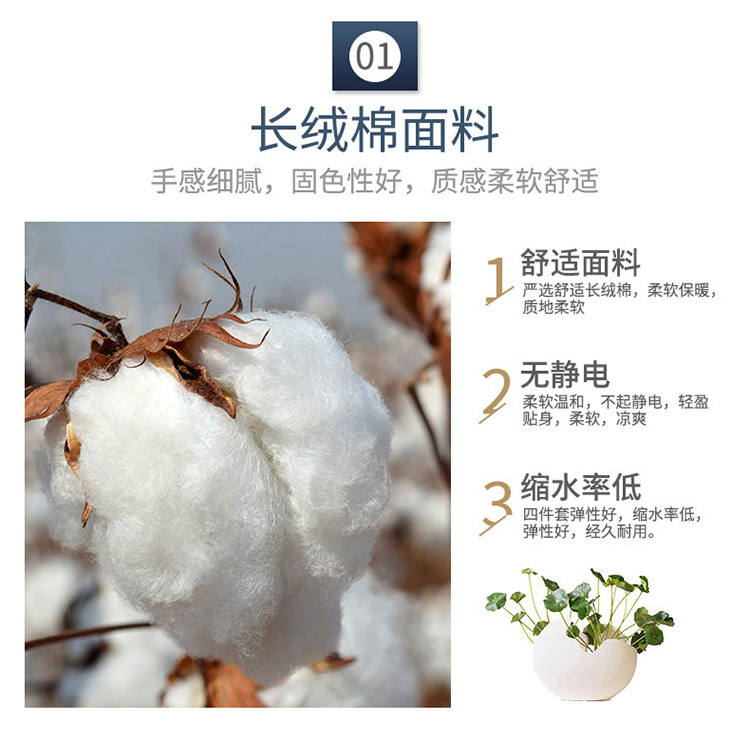 01
长绒棉面料
手感细腻，固色性好，质感柔软舒适
1 舒适面料
严选舒适长绒棉，柔软保暖，
质地柔软
2 无静电
柔软温和，不起静电，轻盈
贴身，柔软，凉爽
3 缩水率低
四件套弹性好，缩水率低，
弹性好，经久耐用。